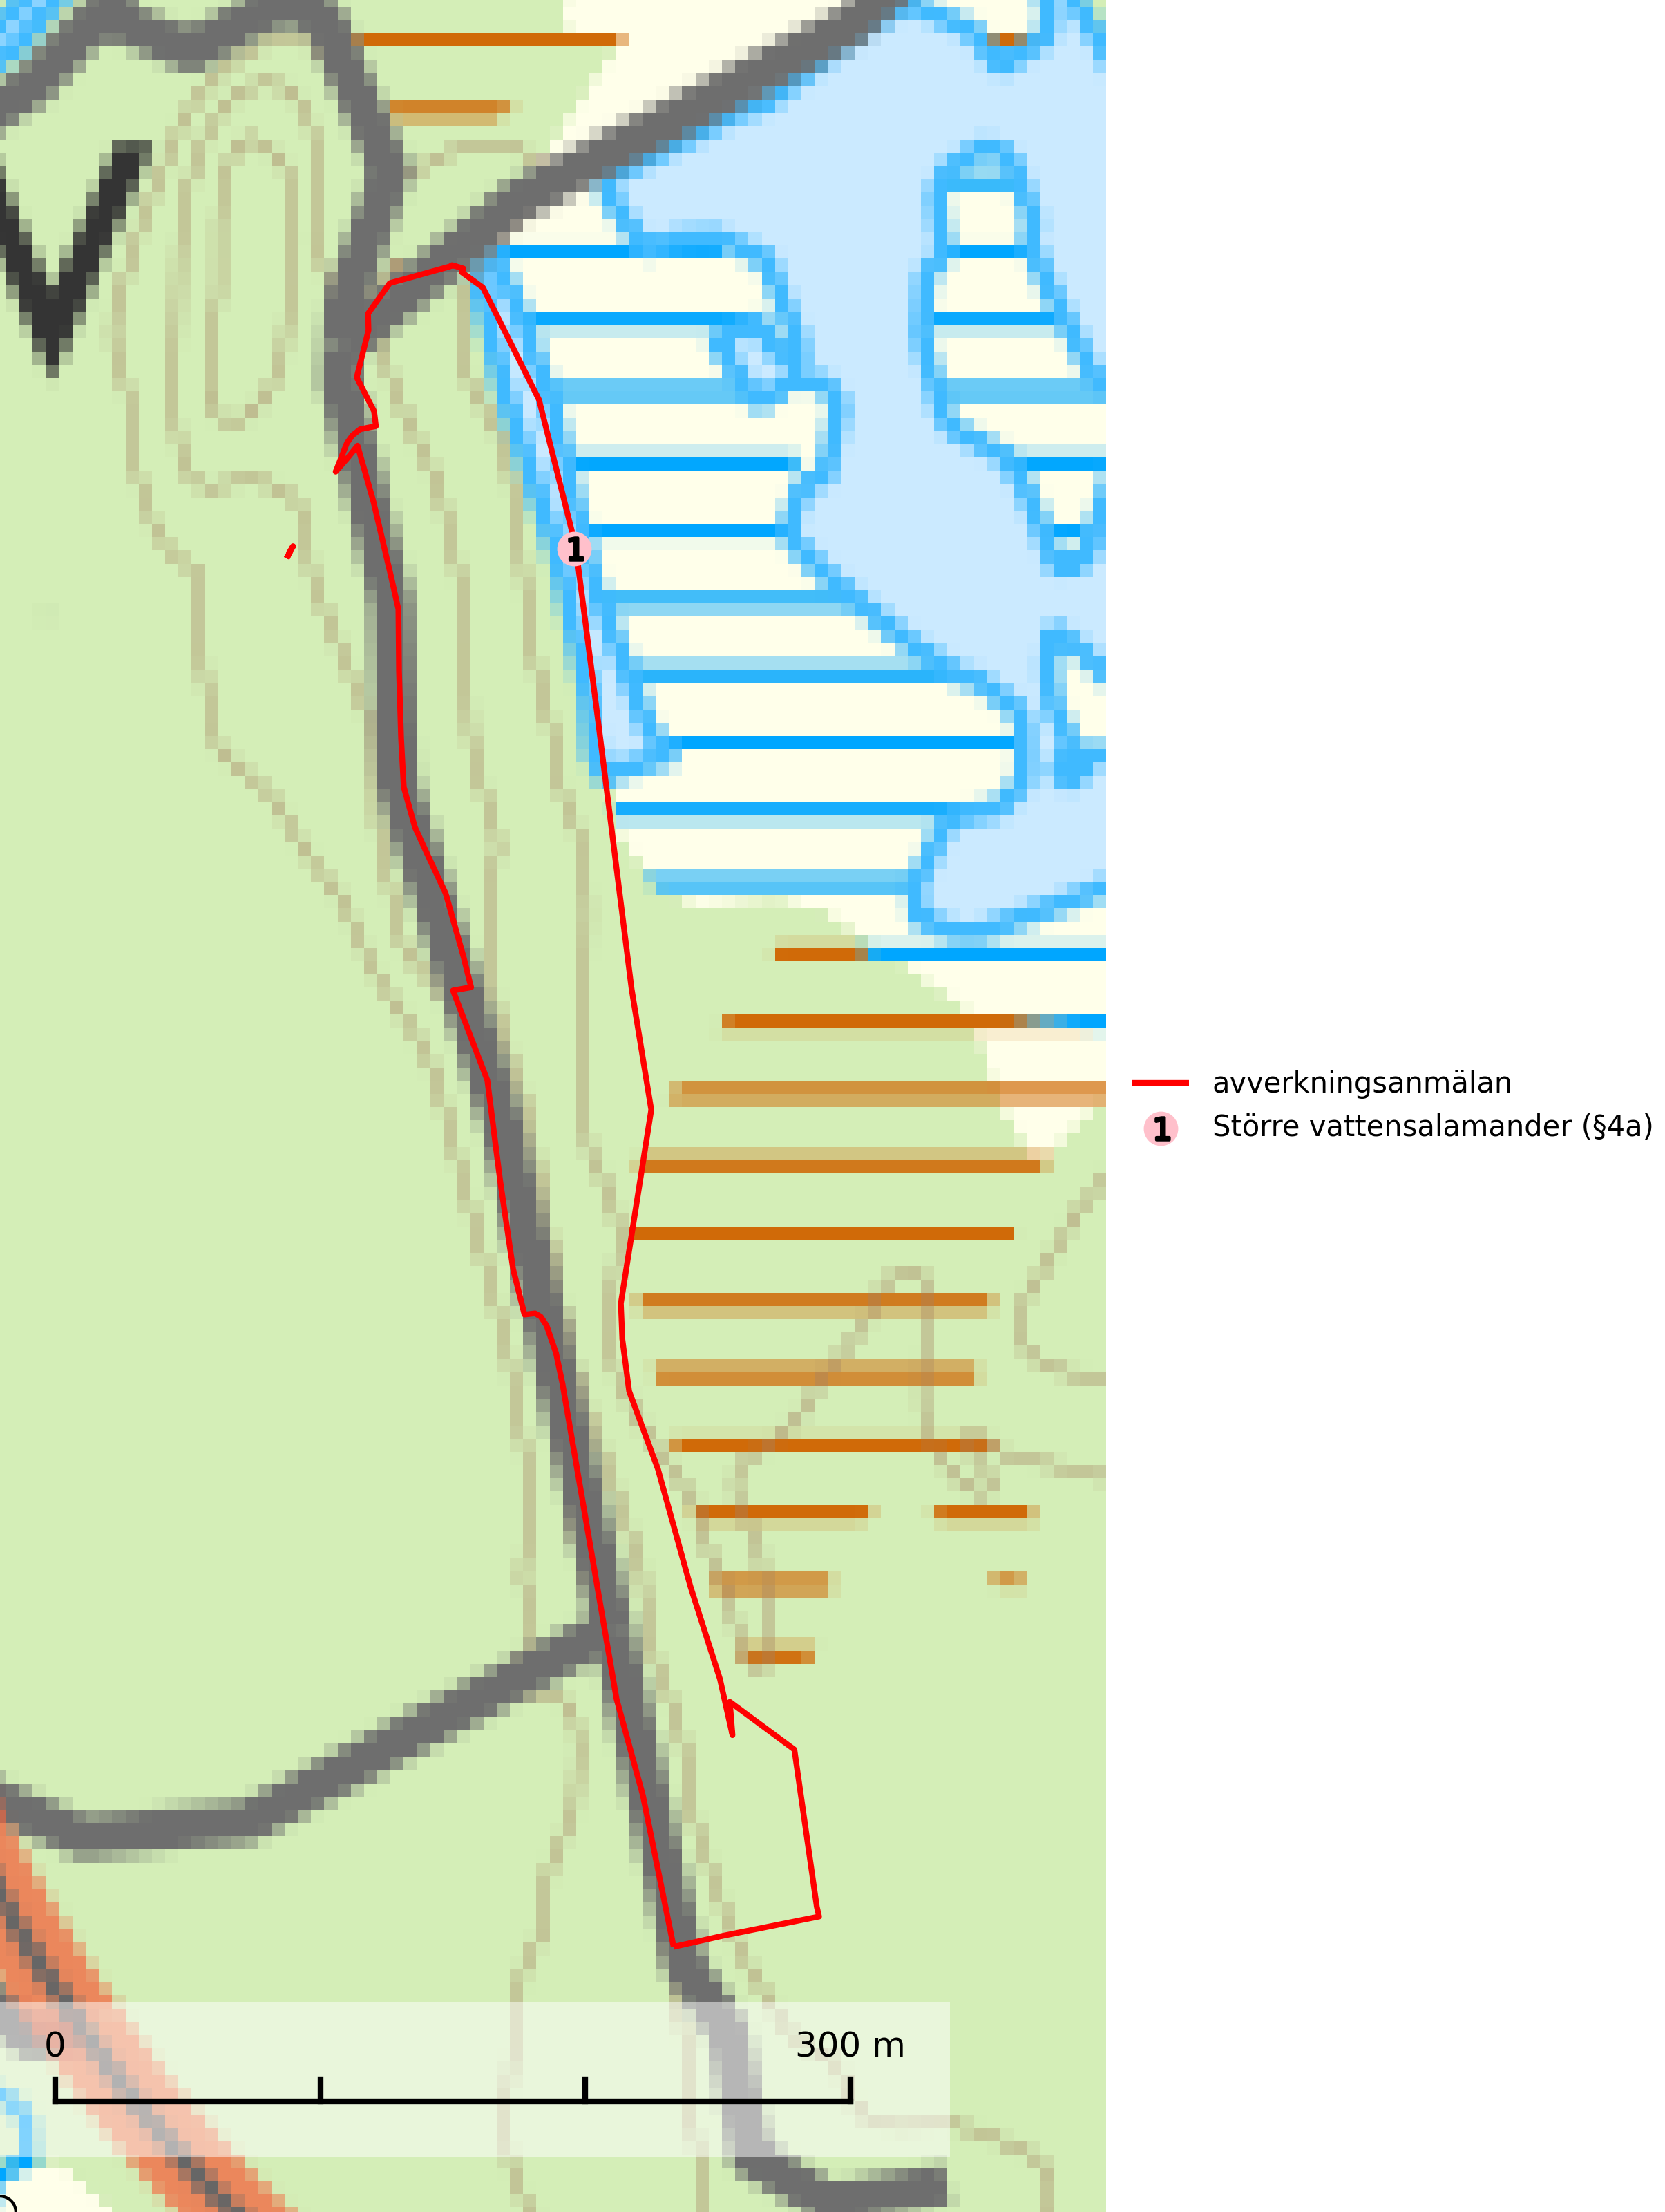 1
avverkningsanmälan
1 Större vattensalamander (§4a)
0 300 m